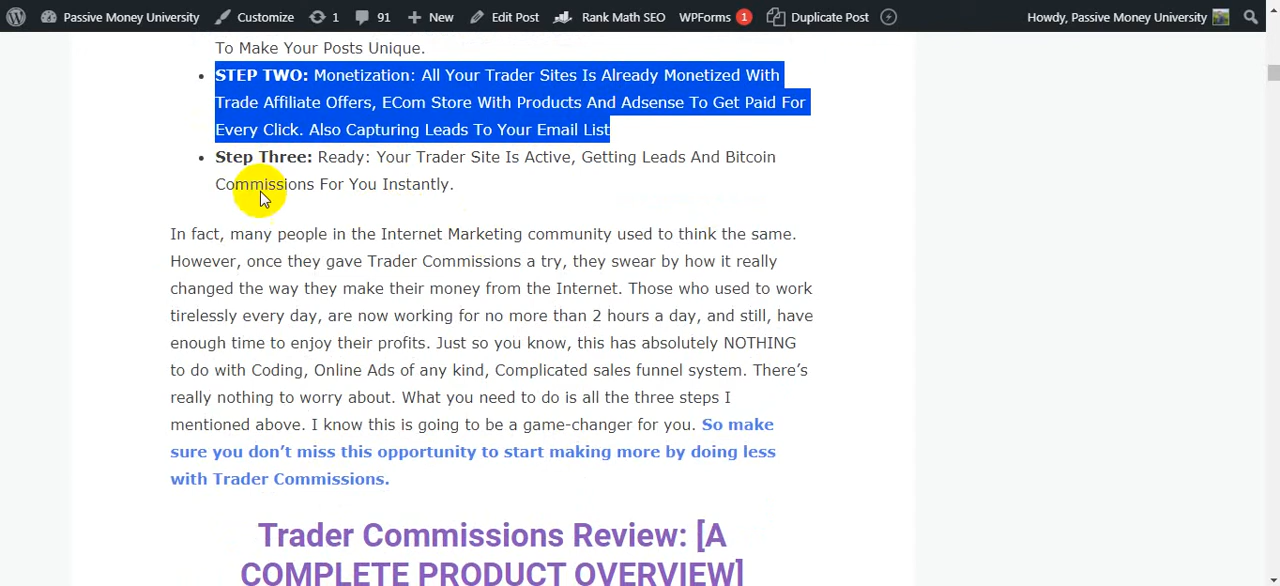 Passive Money University Customize 1 91 New Edit Post Rank Math SEO WPForms 1 Duplicate Post Howdy, Passive Money University
To Make Your Posts Unique.
• STEP TWO: Monetization: All Your Trader Sites Is Already Monetized With
Trade Affiliate Offers, ECom Store With Products And Adsense To Get Paid For
Every Click. Also Capturing Leads To Your Email List
• Step Three: Ready: Your Trader Site Is Active, Getting Leads And Bitcoin
Commissions For You Instantly.
In fact, many people in the Internet Marketing community used to think the same.
However, once they gave Trader Commissions a try, they swear by how it really
changed the way they make their money from the Internet. Those who used to work
tirelessly every day, are now working for no more than 2 hours a day, and still, have
enough time to enjoy their profits. Just so you know, this has absolutely NOTHING
to do with Coding, Online Ads of any kind, Complicated sales funnel system. There’s
really nothing to worry about. What you need to do is all the three steps I
mentioned above. I know this is going to be a game-changer for you. So make
sure you don’t miss this opportunity to start making more by doing less
with Trader Commissions.
Trader Commissions Review: [A
COMPLETE PRODUCT OVERVIEW]